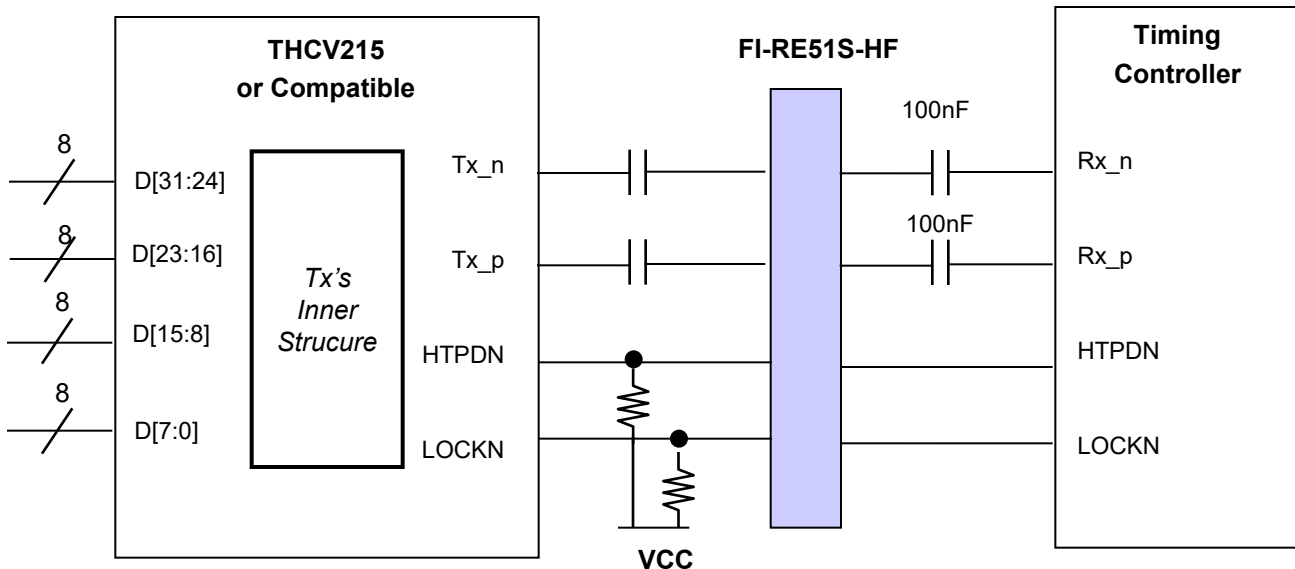 THCV215
or Compatible
FI-RE51S-HF
Timing
Controller
100nF
8
D[31:24]
Tx_n
Rx_n
8
D[23:16]
Tx_p
100nF
Rx_p
Tx's
Inner
Strucure
8
D[15:8]
HTPDN
HTPDN
8
D[7:0]
LOCKN
LOCKN
VCC